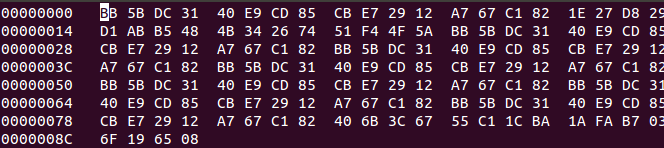 00000000 BB 5B DC 31 40 E9 CD 85 CB E7 29 12 A7 67 C1 82 1E 27 D8 29
00000014 D1 AB B5 48 4B 34 26 74 51 F4 4F 5A BB 5B DC 31 40 E9 CD 85
00000028 CB E7 29 12 A7 67 C1 82 BB 5B DC 31 40 E9 CD 85 CB E7 29 12
0000003C A7 67 C1 82 BB 5B DC 31 40 E9 CD 85 CB E7 29 12 A7 67 C1 82
00000050 BB 5B DC 31 40 E9 CD 85 CB E7 29 12 A7 67 C1 82 BB 5B DC 31
00000064 40 E9 CD 85 CB E7 29 12 A7 67 C1 82 BB 5B DC 31 40 E9 CD 85
00000078 CB E7 29 12 A7 67 C1 82 40 6B 3C 67 55 C1 1C BA 1A FA B7 03
0000008C 6F 19 65 08